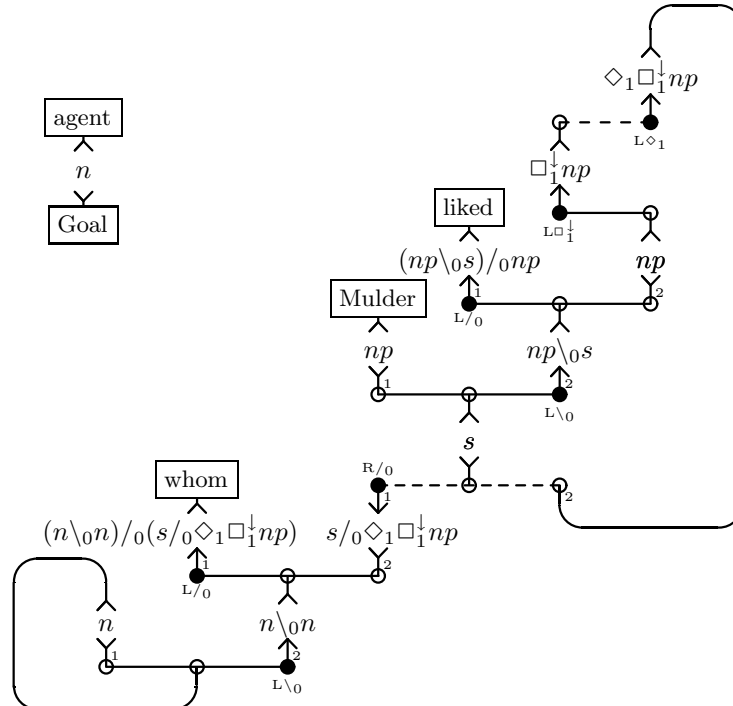 ◇₁□₁↓np
agent
L◇₁
n
□₁↓np
Goal
liked
L□₁↓
(np\₀s)/₀np
np
Mulder
1
2
L/₀
np
np\₀s
1
2
L\₀
s
whom
R/₀
1
2
(n\₀n)/₀(s/₀◇₁□₁↓np)
s/₀◇₁□₁↓np
1
2
L/₀
n
n\₀n
1
2
L\₀